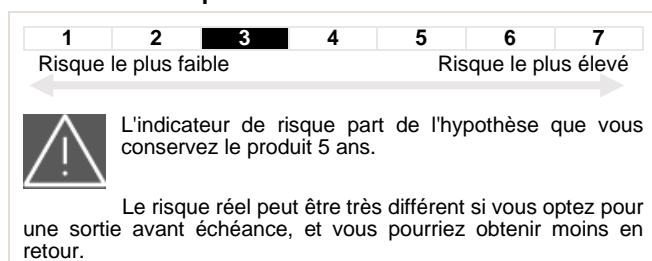 1 2 3 4 5 6 7
Risque le plus faible Risque le plus élevé
L'indicateur de risque part de l'hypothèse que vous
conservez le produit 5 ans.
Le risque réel peut être très différent si vous optez pour
une sortie avant échéance, et vous pourriez obtenir moins en
retour.